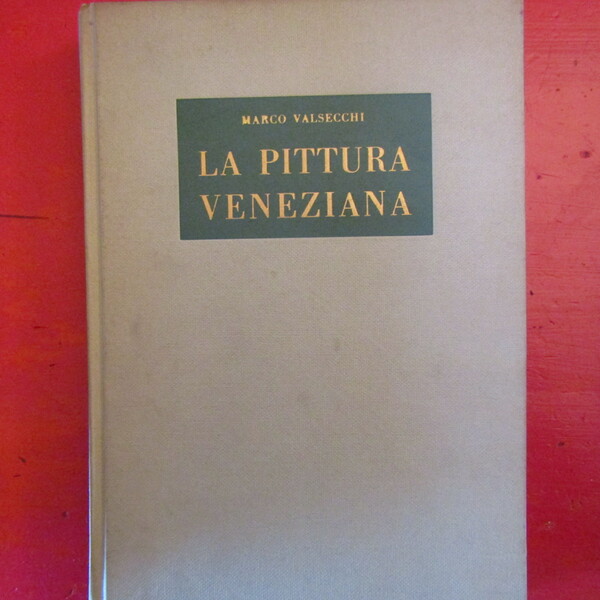 MARCO VALSECCHI
LA PITTURA
VENEZIANA